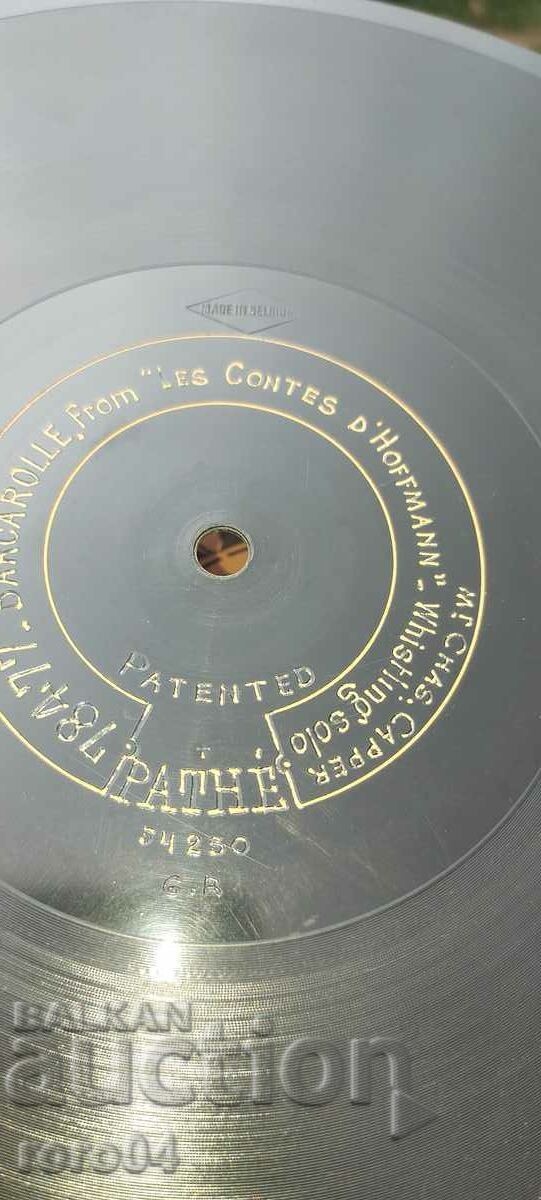 MADE IN BELGIUM
78477. BARCAROLLE, From "LES CONTES D'HOFFMANN" - Whistling solo
Mr CHAS: CAPPER
PATENTED
PATHÉ
54250
G.R
BALKAN
auction
roro04